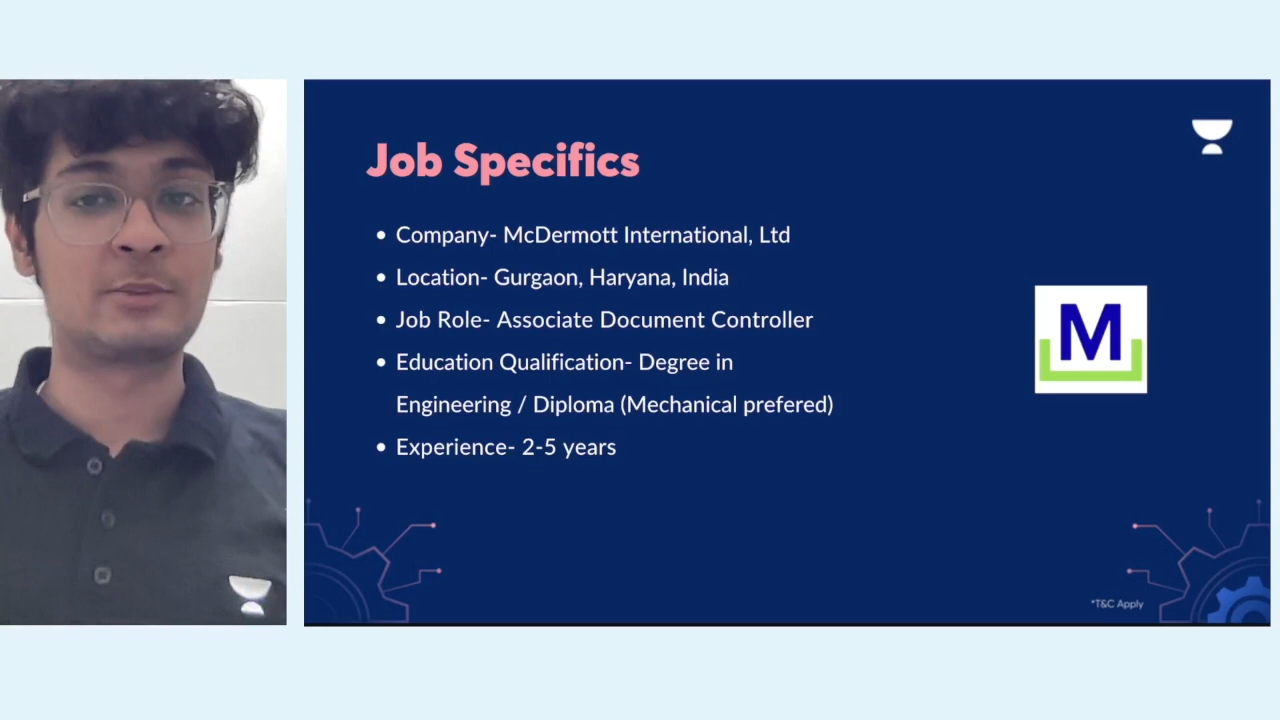 Job Specifics
• Company- McDermott International, Ltd
• Location- Gurgaon, Haryana, India
• Job Role- Associate Document Controller
• Education Qualification- Degree in
Engineering / Diploma (Mechanical prefered)
• Experience- 2-5 years
M
*T&C Apply